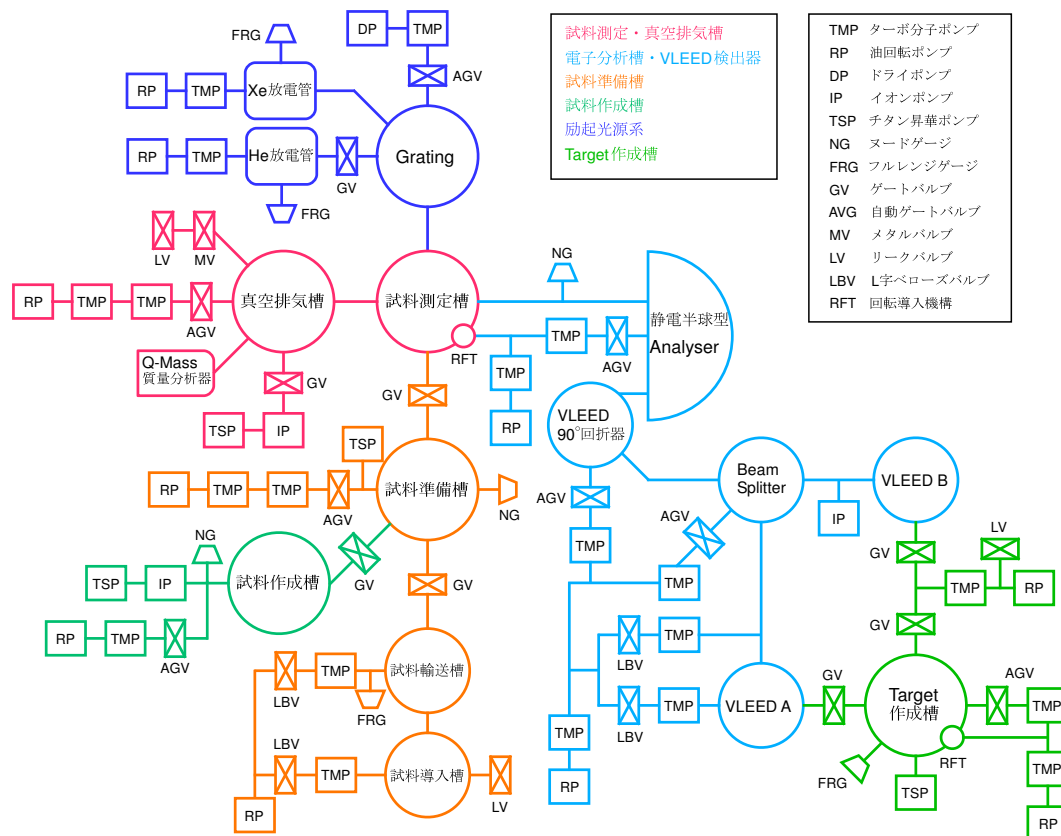 FRG
DP
TMP
AGV
RP
TMP
Xe放電管
RP
TMP
He放電管
GV
Grating
FRG
試料測定・真空排気槽
電子分析槽・VLEED検出器
試料準備槽
試料作成槽
励起光源系
Target作成槽
TMP ターボ分子ポンプ
RP 油回転ポンプ
DP ドライポンプ
IP イオンポンプ
TSP チタン昇華ポンプ
NG ヌードゲージ
FRG フルレンジゲージ
GV ゲートバルブ
AVG 自動ゲートバルブ
MV メタルバルブ
LV リークバルブ
LBV L字ベローズバルブ
RFT 回転導入機構
LV
MV
RP
TMP
TMP
AGV
真空排気槽
試料測定槽
RFT
Q-Mass
質量分析器
GV
TSP
IP
NG
静電半球型
Analyser
TMP
AGV
TMP
RP
GV
VLEED
90°回折器
TSP
RP
TMP
TMP
AGV
試料準備槽
NG
AGV
TMP
AGV
TMP
Beam
Splitter
IP
VLEED B
NG
TSP
IP
試料作成槽
GV
RP
TMP
AGV
GV
GV
LV
TMP
RP
GV
LBV
TMP
試料輸送槽
FRG
LBV
TMP
試料導入槽
LV
RP
LBV
TMP
LBV
TMP
VLEED A
TMP
RP
GV
Target
作成槽
AGV
TMP
RFT
TMP
RP
FRG
TSP